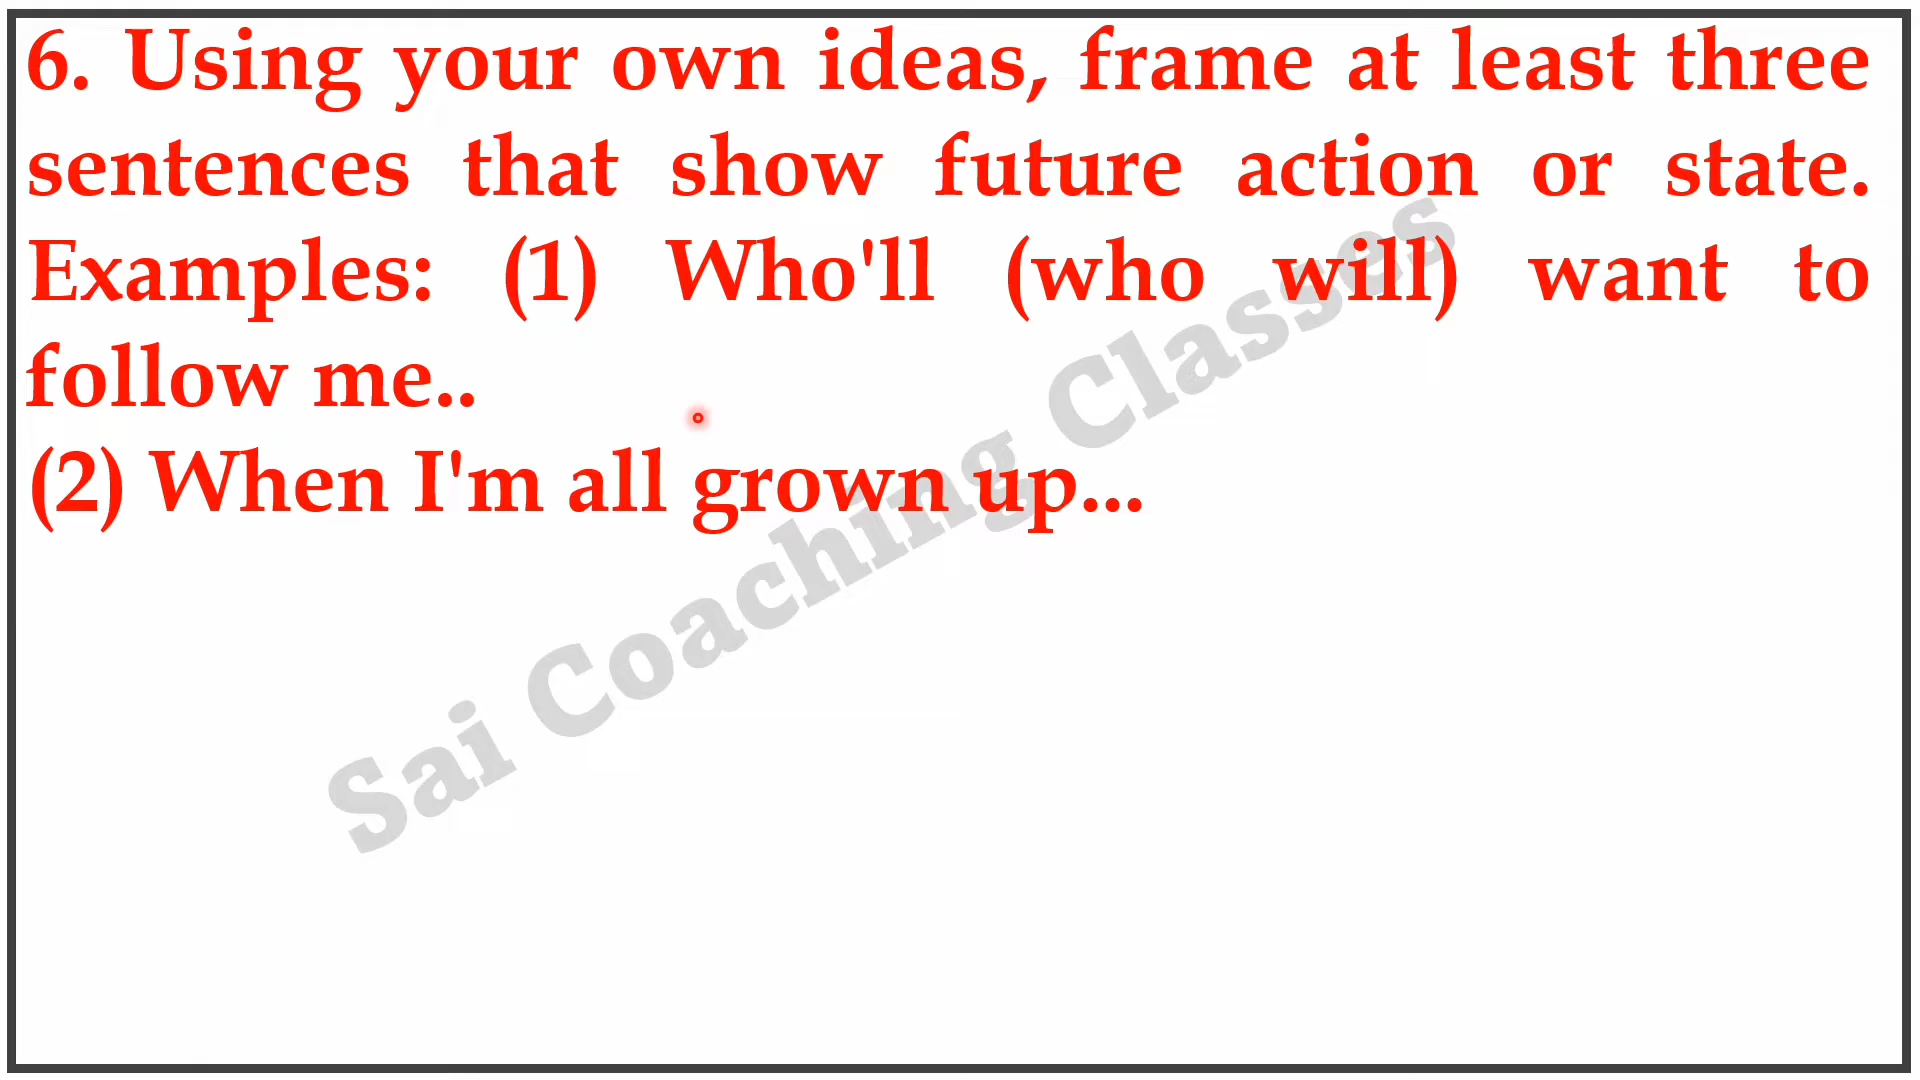 6. Using your own ideas, frame at least three
sentences that show future action or state.
Examples: (1) Who'll (who will) want to
follow me..
(2) When I'm all grown up...
Sai Coaching Classes